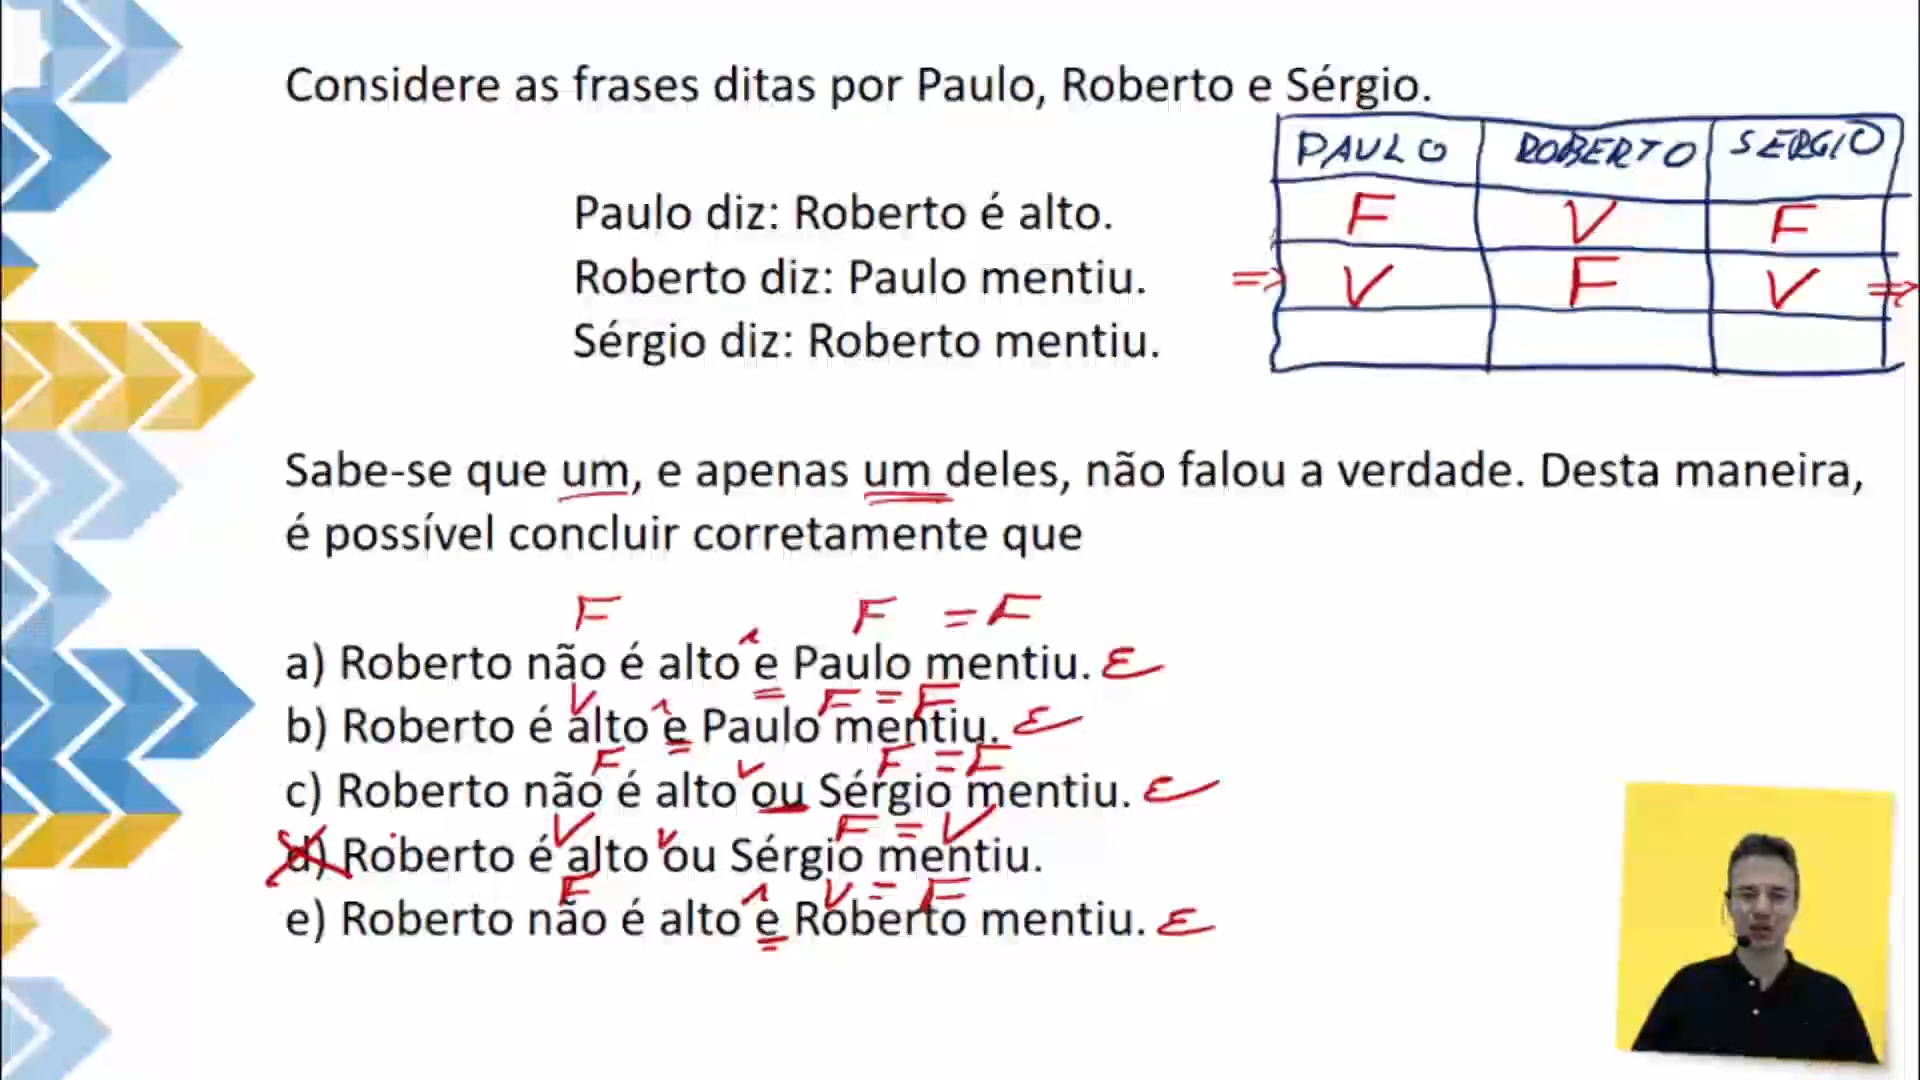 Considere as frases ditas por Paulo, Roberto e Sérgio.
PAULO ROBERTO SERGIO
Paulo diz: Roberto é alto.
F V F
Roberto diz: Paulo mentiu.
=> V F V =>
Sérgio diz: Roberto mentiu.
Sabe-se que um, e apenas um deles, não falou a verdade. Desta maneira,
é possível concluir corretamente que
F F = F
a) Roberto não é alto ^ e Paulo mentiu. E
V F = F
b) Roberto é alto ^ e Paulo mentiu. E
F V F = F
c) Roberto não é alto ou Sérgio mentiu. E
V V F = V
d) Roberto é alto ou Sérgio mentiu.
F ^ V = F
e) Roberto não é alto e Roberto mentiu. E